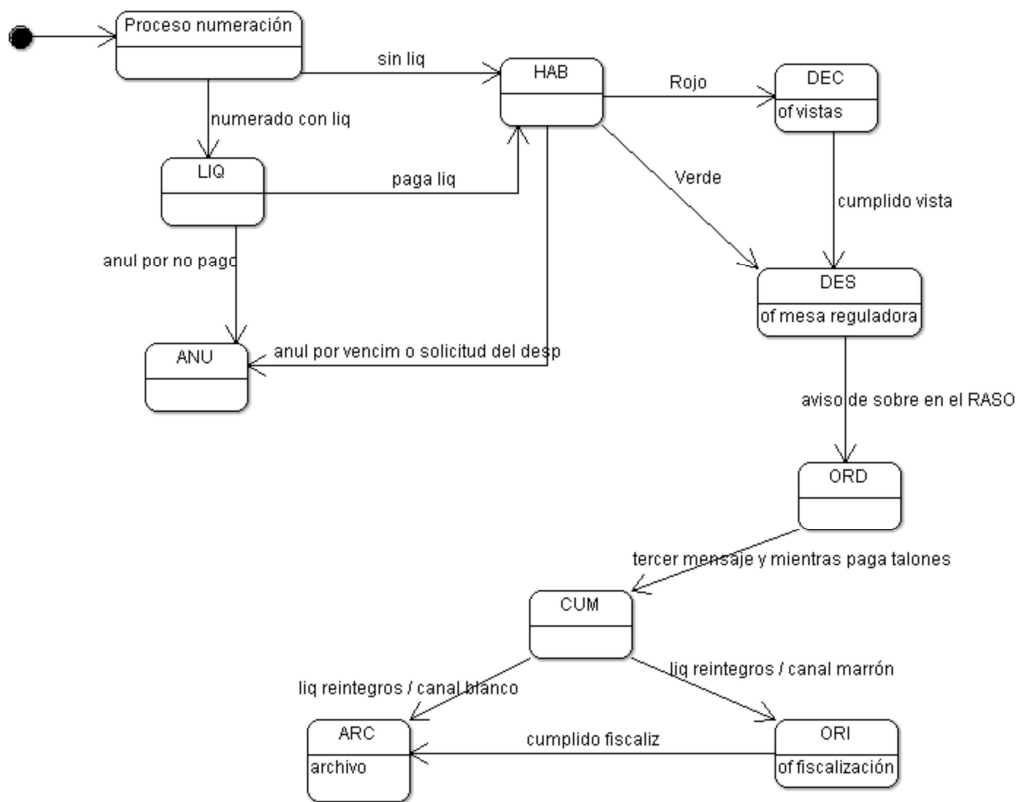 Proceso numeración
sin liq
HAB
Rojo
DEC
of vistas
numerado con liq
LIQ
paga liq
Verde
cumplido vista
anul por no pago
DES
of mesa reguladora
ANU
anul por vencim o solicitud del desp
aviso de sobre en el RASO
ORD
tercer mensaje y mientras paga talones
CUM
liq reintegros / canal blanco
liq reintegros / canal marrón
ARC
archivo
cumplido fiscaliz
ORI
of fiscalización